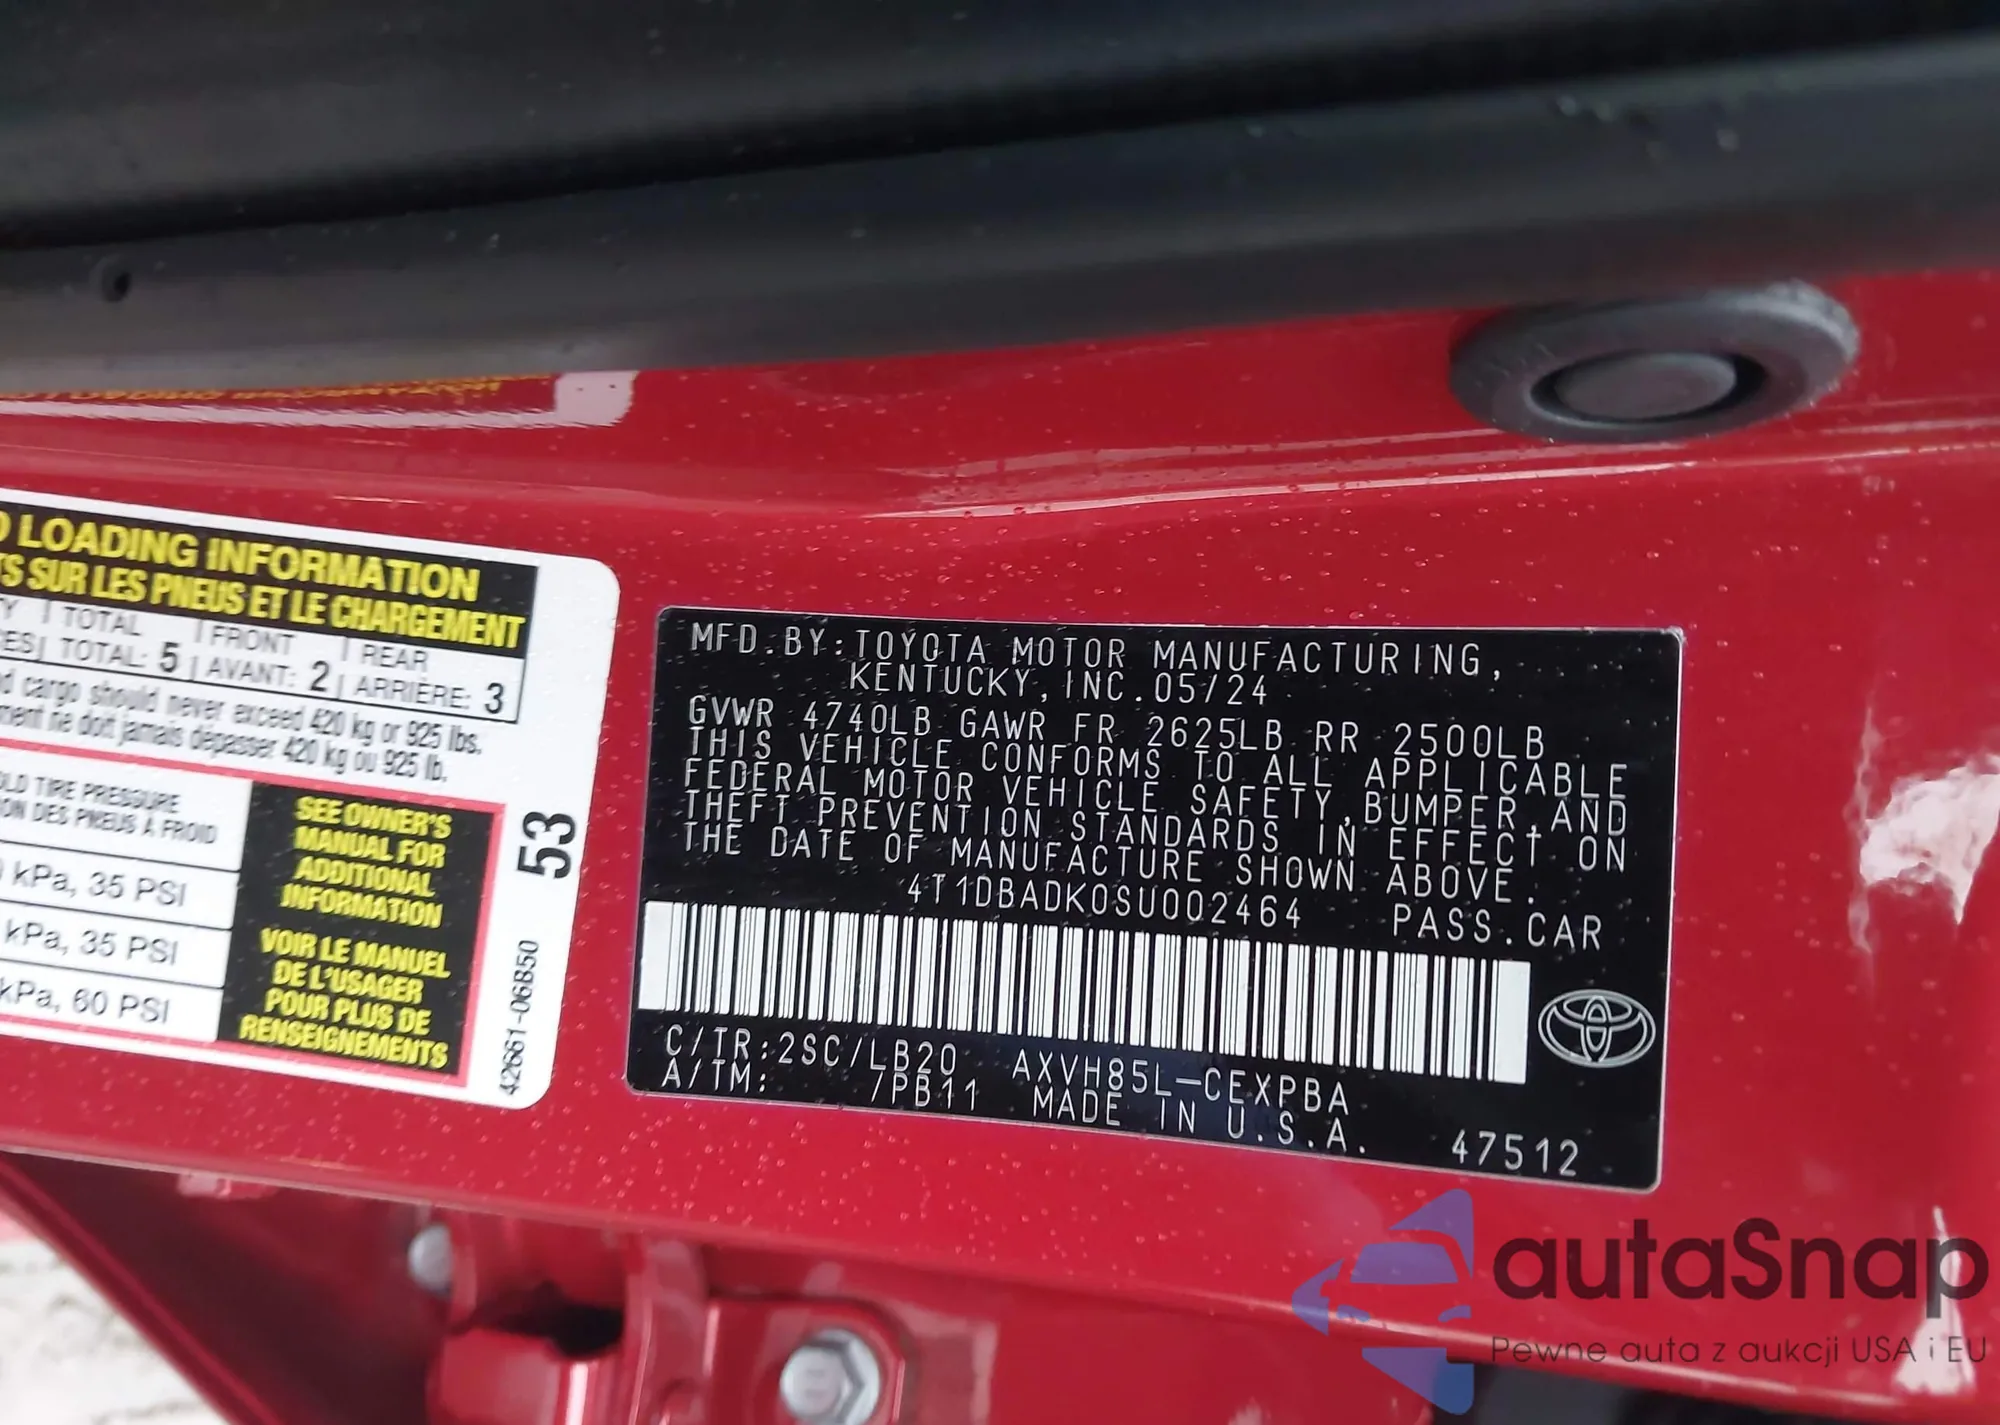 LOADING INFORMATION
SUR LES PNEUS ET LE CHARGEMENT
TOTAL | FRONT | REAR
TOTAL: 5 | AVANT: 2 | ARRIÈRE: 3
cargo should never exceed 420 kg or 925 lbs.
ne doit jamais dépasser 420 kg ou 925 lb.
TIRE PRESSURE
DES PNEUS À FROID
kPa, 35 PSI
kPa, 35 PSI
kPa, 60 PSI
SEE OWNER'S
MANUAL FOR
ADDITIONAL
INFORMATION
VOIR LE MANUEL
DE L'USAGER
POUR PLUS DE
RENSEIGNEMENTS
53
42661-06B50
MFD.BY:TOYOTA MOTOR MANUFACTURING,
KENTUCKY,INC.05/24
GVWR 4740LB GAWR FR 2625LB RR 2500LB
THIS VEHICLE CONFORMS TO ALL APPLICABLE
FEDERAL MOTOR VEHICLE SAFETY,BUMPER,AND
THEFT PREVENTION STANDARDS IN EFFECT ON
THE DATE OF MANUFACTURE SHOWN ABOVE.
4T1DBADK0SU002464 PASS.CAR
C/TR:2SC/LB20 AXVH85L-CEXPBA
A/TM: /PB11 MADE IN U.S.A. 47512
autaSnap
Pewne auta z aukcji USA i EU